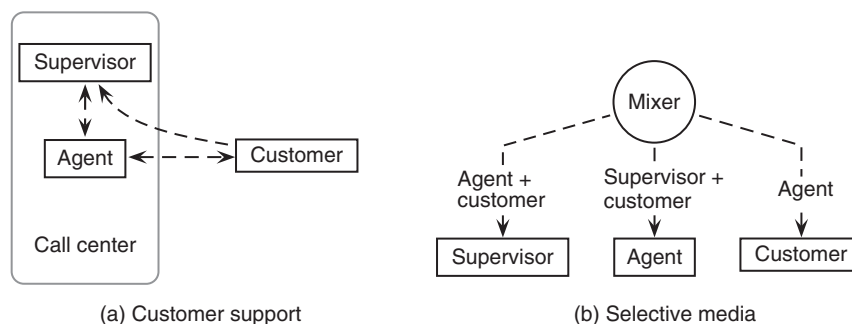 Supervisor
Agent
Customer
Call center
(a) Customer support
Mixer
Agent +
customer
Supervisor +
customer
Agent
Supervisor
Agent
Customer
(b) Selective media